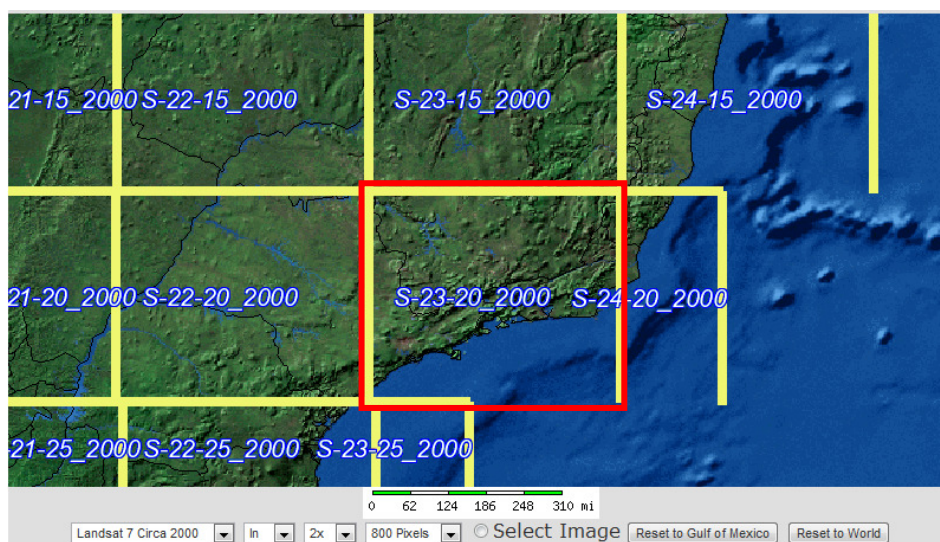 21-15_2000 S-22-15_2000 S-23-15_2000 S-24-15_2000
21-20_2000 S-22-20_2000 S-23-20_2000 S-24-20_2000
-21-25_2000 S-22-25_2000 S-23-25_2000
0 62 124 186 248 310 mi
Landsat 7 Circa 2000 In 2x 800 Pixels Select Image Reset to Gulf of Mexico Reset to World